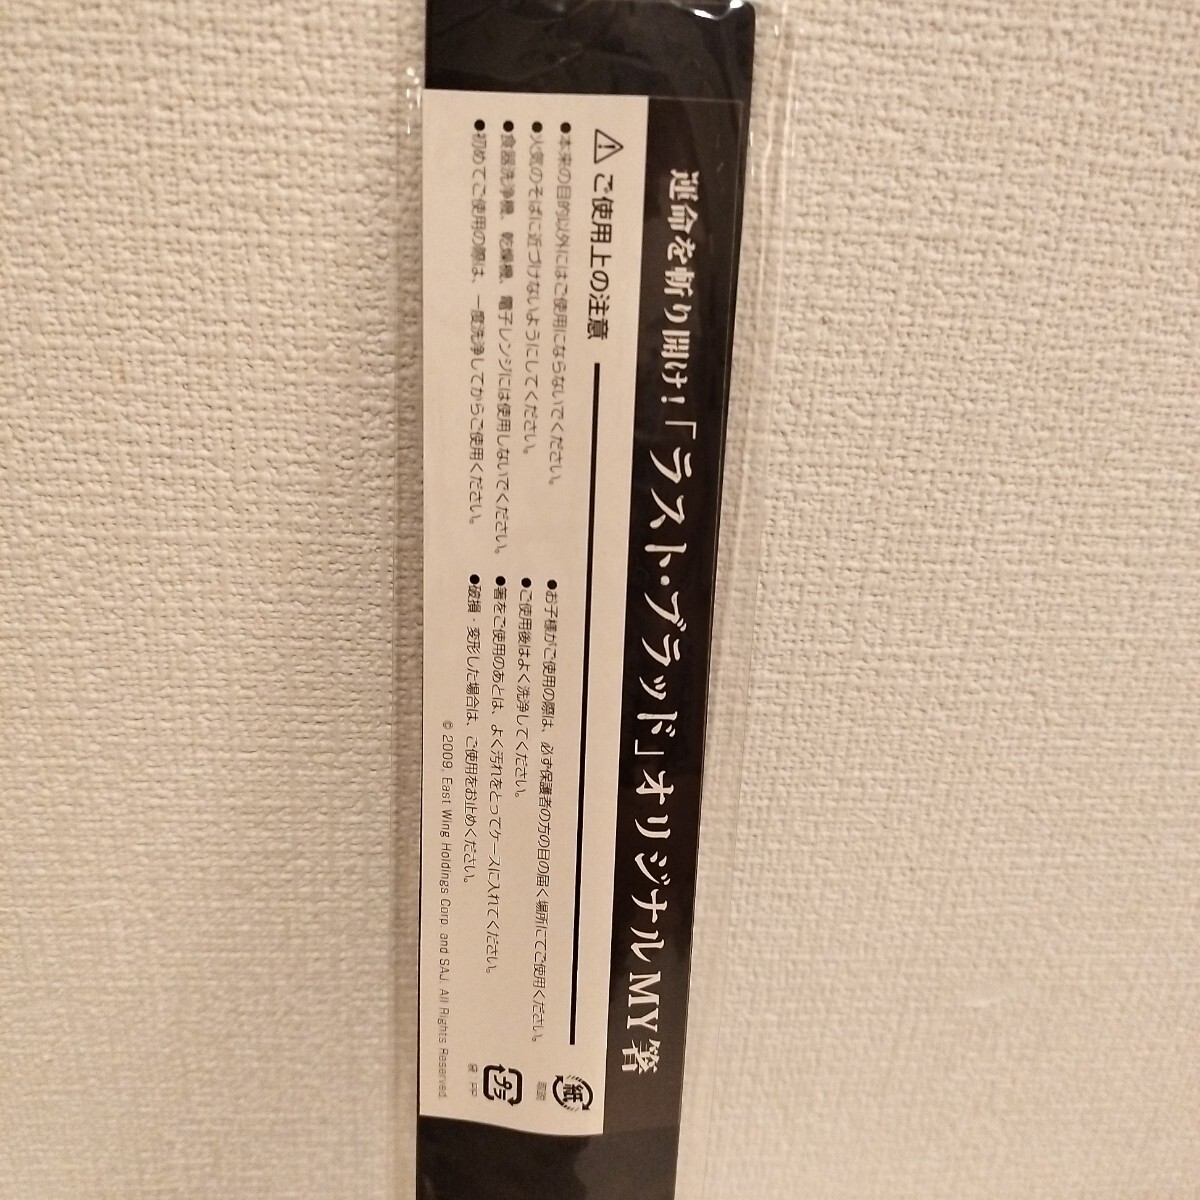 運命を斬り開け！「ラスト・ブラッド」オリジナルMY箸
ご使用上の注意
●本来の目的以外にはご使用にならないでください。
●火気のそばに近づけないようにしてください。
●食器洗浄機、乾燥機、電子レンジには使用しないでください。
●初めてご使用の際は、一度洗浄してからご使用ください。
●お子様がご使用の際は、必ず保護者の方の目の届く場所にてご使用ください。
●ご使用後はよく洗浄してください。
●箸をご使用のあとは、よく汚れをとってケースに入れてください。
●破損・変形した場合は、ご使用をお止めください。
© 2009, East Wing Holdings Corp. and SAJ. All Rights Reserved.
紙
プラ
袋 PP